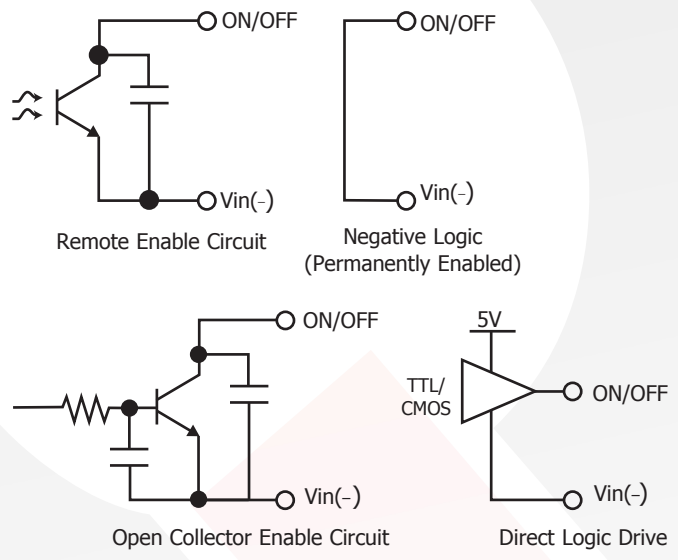 ON/OFF
Vin(–)
Remote Enable Circuit
ON/OFF
Vin(–)
Negative Logic
(Permanently Enabled)
ON/OFF
Vin(–)
Open Collector Enable Circuit
5V
TTL/
CMOS
ON/OFF
Vin(–)
Direct Logic Drive